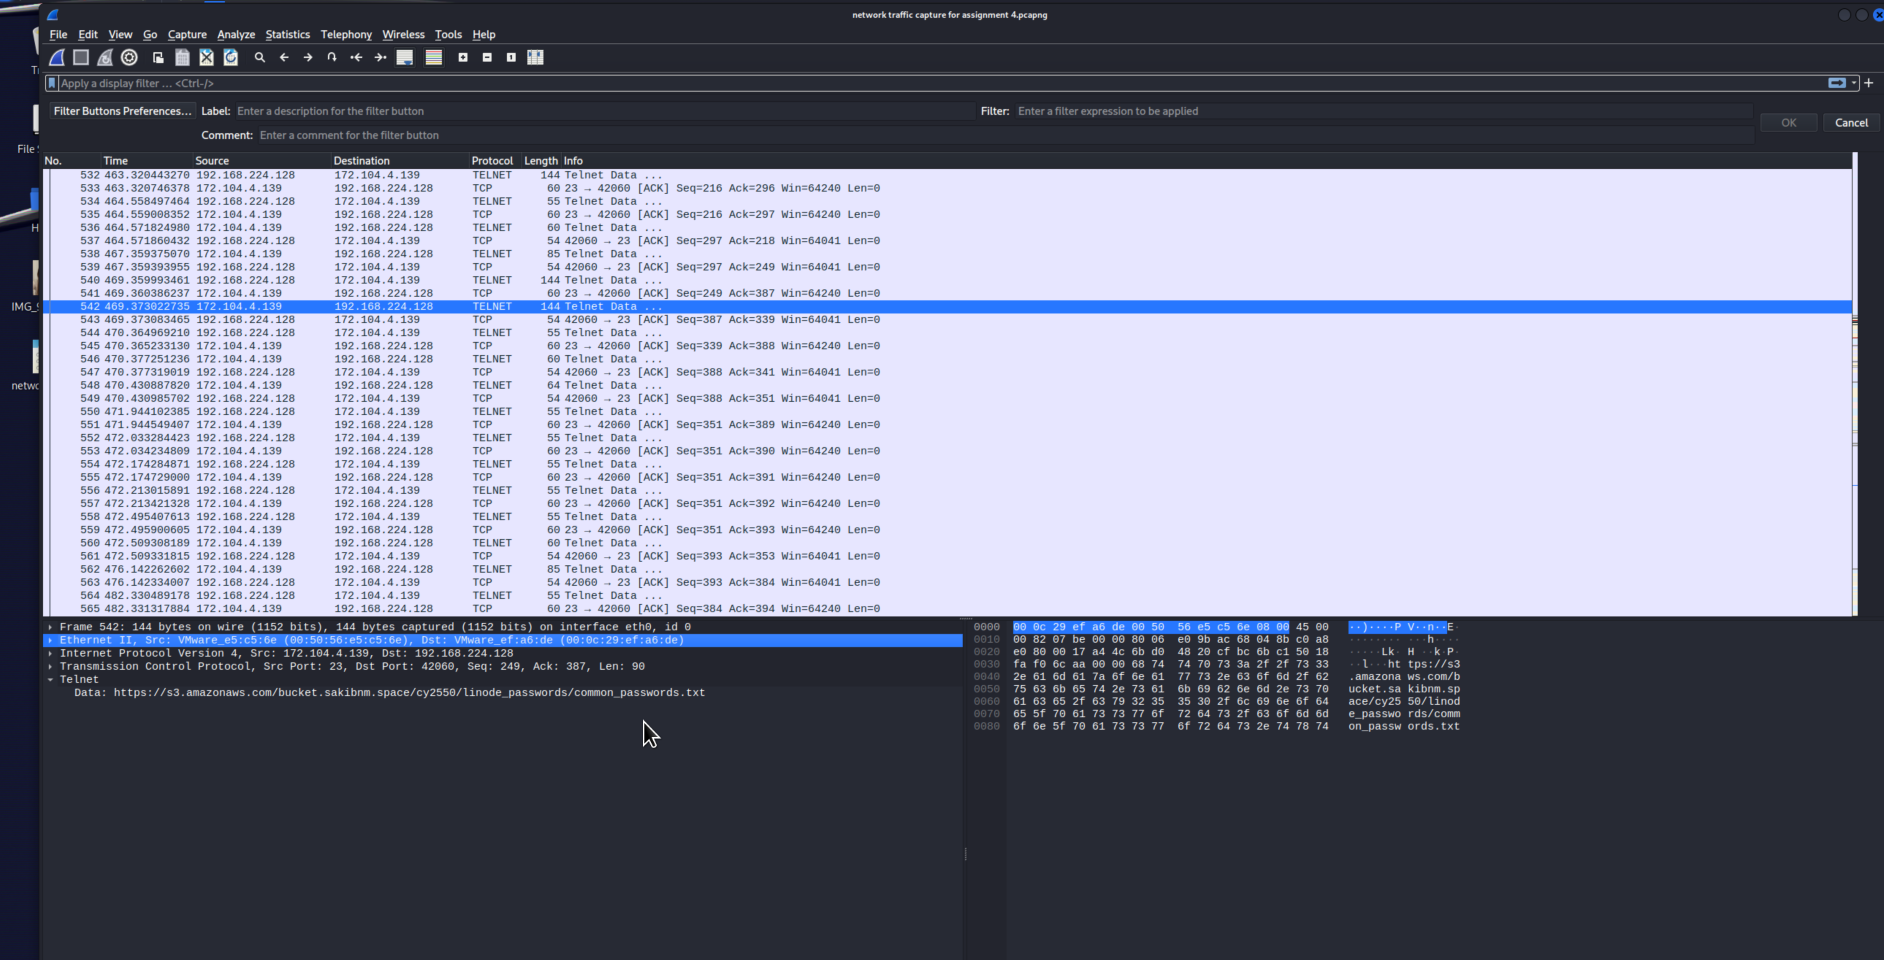 network traffic capture for assignment 4.pcapng
File Edit View Go Capture Analyze Statistics Telephony Wireless Tools Help
Apply a display filter ... <Ctrl-/>
Filter Buttons Preferences... Label: Enter a description for the filter button Filter: Enter a filter expression to be applied
OK Cancel
Comment: Enter a comment for the filter button
No. Time Source Destination Protocol Length Info
532 463.320443270 192.168.224.128 172.104.4.139 TELNET 144 Telnet Data ...
533 463.320746378 172.104.4.139 192.168.224.128 TCP 60 23 → 42060 [ACK] Seq=216 Ack=296 Win=64240 Len=0
534 464.558497464 192.168.224.128 172.104.4.139 TELNET 55 Telnet Data ...
535 464.559008352 172.104.4.139 192.168.224.128 TCP 60 23 → 42060 [ACK] Seq=216 Ack=297 Win=64240 Len=0
536 464.571824980 172.104.4.139 192.168.224.128 TELNET 60 Telnet Data ...
537 464.571860432 192.168.224.128 172.104.4.139 TCP 54 42060 → 23 [ACK] Seq=297 Ack=218 Win=64041 Len=0
538 467.359375070 172.104.4.139 192.168.224.128 TELNET 85 Telnet Data ...
539 467.359393955 192.168.224.128 172.104.4.139 TCP 54 42060 → 23 [ACK] Seq=297 Ack=249 Win=64041 Len=0
540 469.359993461 192.168.224.128 172.104.4.139 TELNET 144 Telnet Data ...
541 469.360386237 172.104.4.139 192.168.224.128 TCP 60 23 → 42060 [ACK] Seq=249 Ack=387 Win=64240 Len=0
542 469.373022735 172.104.4.139 192.168.224.128 TELNET 144 Telnet Data ...
543 469.373083465 192.168.224.128 172.104.4.139 TCP 54 42060 → 23 [ACK] Seq=387 Ack=339 Win=64041 Len=0
544 470.364969210 192.168.224.128 172.104.4.139 TELNET 55 Telnet Data ...
545 470.365233130 172.104.4.139 192.168.224.128 TCP 60 23 → 42060 [ACK] Seq=339 Ack=388 Win=64240 Len=0
546 470.377251236 172.104.4.139 192.168.224.128 TELNET 60 Telnet Data ...
547 470.377319019 192.168.224.128 172.104.4.139 TCP 54 42060 → 23 [ACK] Seq=388 Ack=341 Win=64041 Len=0
548 470.430887820 172.104.4.139 192.168.224.128 TELNET 64 Telnet Data ...
549 470.430985702 192.168.224.128 172.104.4.139 TCP 54 42060 → 23 [ACK] Seq=388 Ack=351 Win=64041 Len=0
550 471.944102385 192.168.224.128 172.104.4.139 TELNET 55 Telnet Data ...
551 471.944549407 172.104.4.139 192.168.224.128 TCP 60 23 → 42060 [ACK] Seq=351 Ack=389 Win=64240 Len=0
552 472.033284423 192.168.224.128 172.104.4.139 TELNET 55 Telnet Data ...
553 472.034234809 172.104.4.139 192.168.224.128 TCP 60 23 → 42060 [ACK] Seq=351 Ack=390 Win=64240 Len=0
554 472.174284871 192.168.224.128 172.104.4.139 TELNET 55 Telnet Data ...
555 472.174729000 172.104.4.139 192.168.224.128 TCP 60 23 → 42060 [ACK] Seq=351 Ack=391 Win=64240 Len=0
556 472.213015891 192.168.224.128 172.104.4.139 TELNET 55 Telnet Data ...
557 472.213421328 172.104.4.139 192.168.224.128 TCP 60 23 → 42060 [ACK] Seq=351 Ack=392 Win=64240 Len=0
558 472.495407613 192.168.224.128 172.104.4.139 TELNET 55 Telnet Data ...
559 472.495900605 172.104.4.139 192.168.224.128 TCP 60 23 → 42060 [ACK] Seq=351 Ack=393 Win=64240 Len=0
560 472.509308189 172.104.4.139 192.168.224.128 TELNET 60 Telnet Data ...
561 472.509331815 192.168.224.128 172.104.4.139 TCP 54 42060 → 23 [ACK] Seq=393 Ack=353 Win=64041 Len=0
562 476.142262602 172.104.4.139 192.168.224.128 TELNET 85 Telnet Data ...
563 476.142334007 192.168.224.128 172.104.4.139 TCP 54 42060 → 23 [ACK] Seq=393 Ack=384 Win=64041 Len=0
564 482.330489178 192.168.224.128 172.104.4.139 TELNET 55 Telnet Data ...
565 482.331317884 172.104.4.139 192.168.224.128 TCP 60 23 → 42060 [ACK] Seq=384 Ack=394 Win=64240 Len=0
Frame 542: 144 bytes on wire (1152 bits), 144 bytes captured (1152 bits) on interface eth0, id 0
Ethernet II, Src: VMware_e5:c5:6e (00:50:56:e5:c5:6e), Dst: VMware_ef:a6:de (00:0c:29:ef:a6:de)
Internet Protocol Version 4, Src: 172.104.4.139, Dst: 192.168.224.128
Transmission Control Protocol, Src Port: 23, Dst Port: 42060, Seq: 249, Ack: 387, Len: 90
Telnet
Data: https://s3.amazonaws.com/bucket.sakibnm.space/cy2550/linode_passwords/common_passwords.txt
0000 00 0c 29 ef a6 de 00 50 56 e5 c5 6e 08 00 45 00 ··)····P V··n··E·
0010 00 82 07 be 00 00 80 06 e0 9b ac 68 04 8b c0 a8 ········ ···h····
0020 e0 80 00 17 a4 4c 6b d0 48 20 cf bc 6b c1 50 18 ·····Lk· H ··k·P·
0030 fa f0 6c aa 00 00 68 74 74 70 73 3a 2f 2f 73 33 ··l···ht tps://s3
0040 2e 61 6d 61 7a 6f 6e 61 77 73 2e 63 6f 6d 2f 62 .amazona ws.com/b
0050 75 63 6b 65 74 2e 73 61 6b 69 62 6e 6d 2e 73 70 ucket.sa kibnm.sp
0060 61 63 65 2f 63 79 32 35 35 30 2f 6c 69 6e 6f 64 ace/cy25 50/linod
0070 65 5f 70 61 73 73 77 6f 72 64 73 2f 63 6f 6d 6d e_passwo rds/comm
0080 6f 6e 5f 70 61 73 73 77 6f 72 64 73 2e 74 78 74 on_passw ords.txt